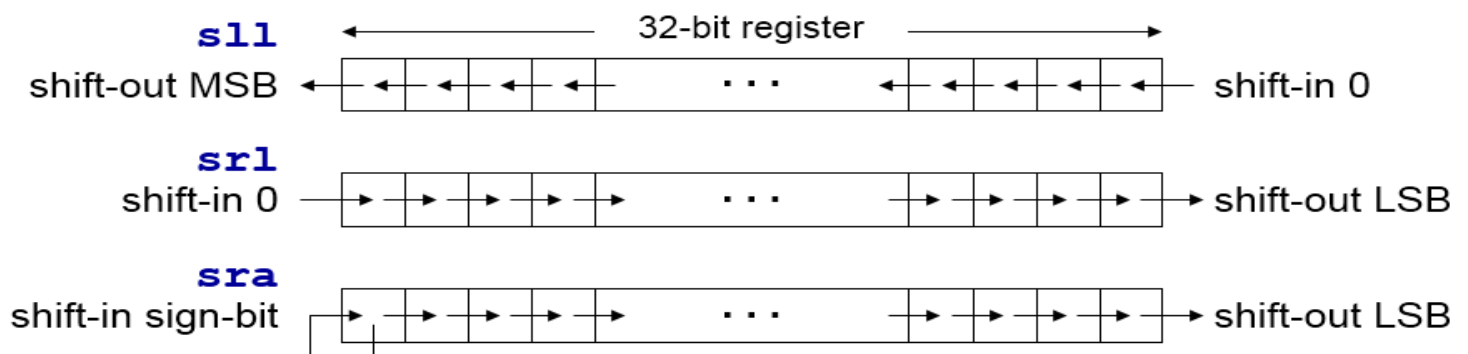 sll
32-bit register
shift-out MSB
. . .
shift-in 0
srl
shift-in 0
. . .
shift-out LSB
sra
shift-in sign-bit
. . .
shift-out LSB